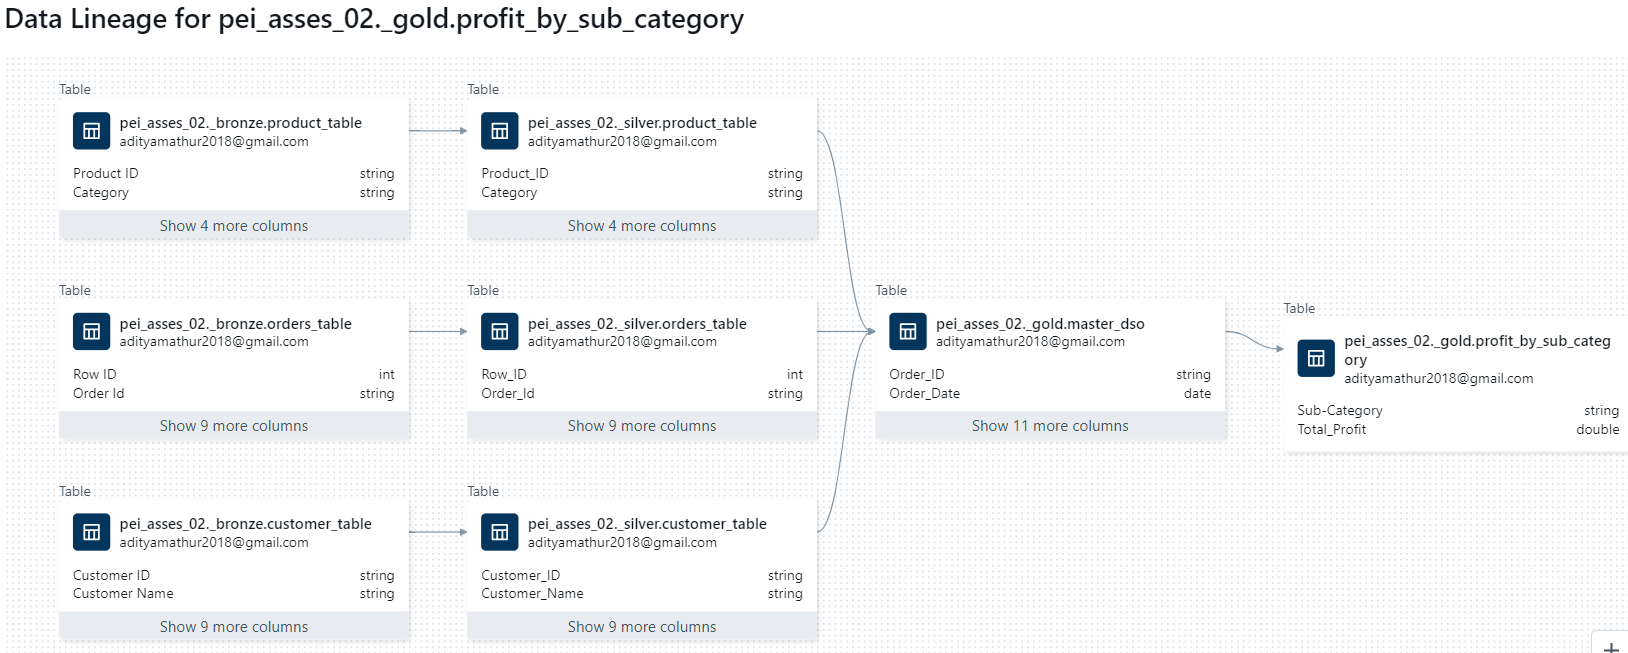 Data Lineage for pei_asses_02._gold.profit_by_sub_category
Table
pei_asses_02._bronze.product_table
adityamathur2018@gmail.com
Product ID string
Category string
Show 4 more columns
Table
pei_asses_02._silver.product_table
adityamathur2018@gmail.com
Product_ID string
Category string
Show 4 more columns
Table
pei_asses_02._bronze.orders_table
adityamathur2018@gmail.com
Row ID int
Order Id string
Show 9 more columns
Table
pei_asses_02._silver.orders_table
adityamathur2018@gmail.com
Row_ID int
Order_Id string
Show 9 more columns
Table
pei_asses_02._gold.master_dso
adityamathur2018@gmail.com
Order_ID string
Order_Date date
Show 11 more columns
Table
pei_asses_02._gold.profit_by_sub_categ
ory
adityamathur2018@gmail.com
Sub-Category string
Total_Profit double
Table
pei_asses_02._bronze.customer_table
adityamathur2018@gmail.com
Customer ID string
Customer Name string
Show 9 more columns
Table
pei_asses_02._silver.customer_table
adityamathur2018@gmail.com
Customer_ID string
Customer_Name string
Show 9 more columns